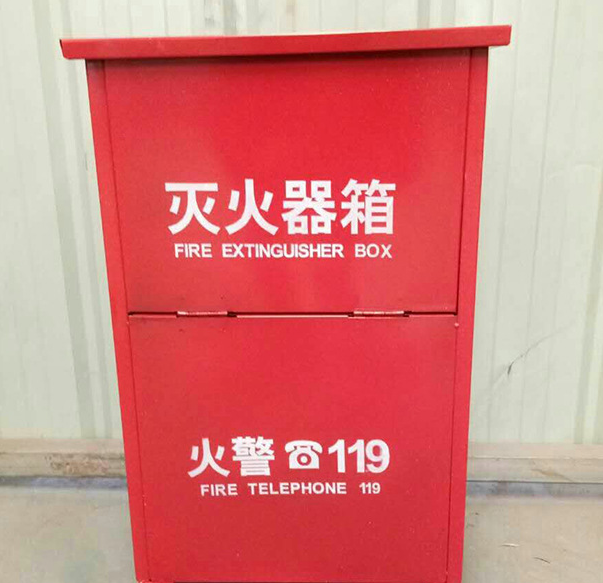 灭火器箱
FIRE EXTINGUISHER BOX
火警☎119
FIRE TELEPHONE 119